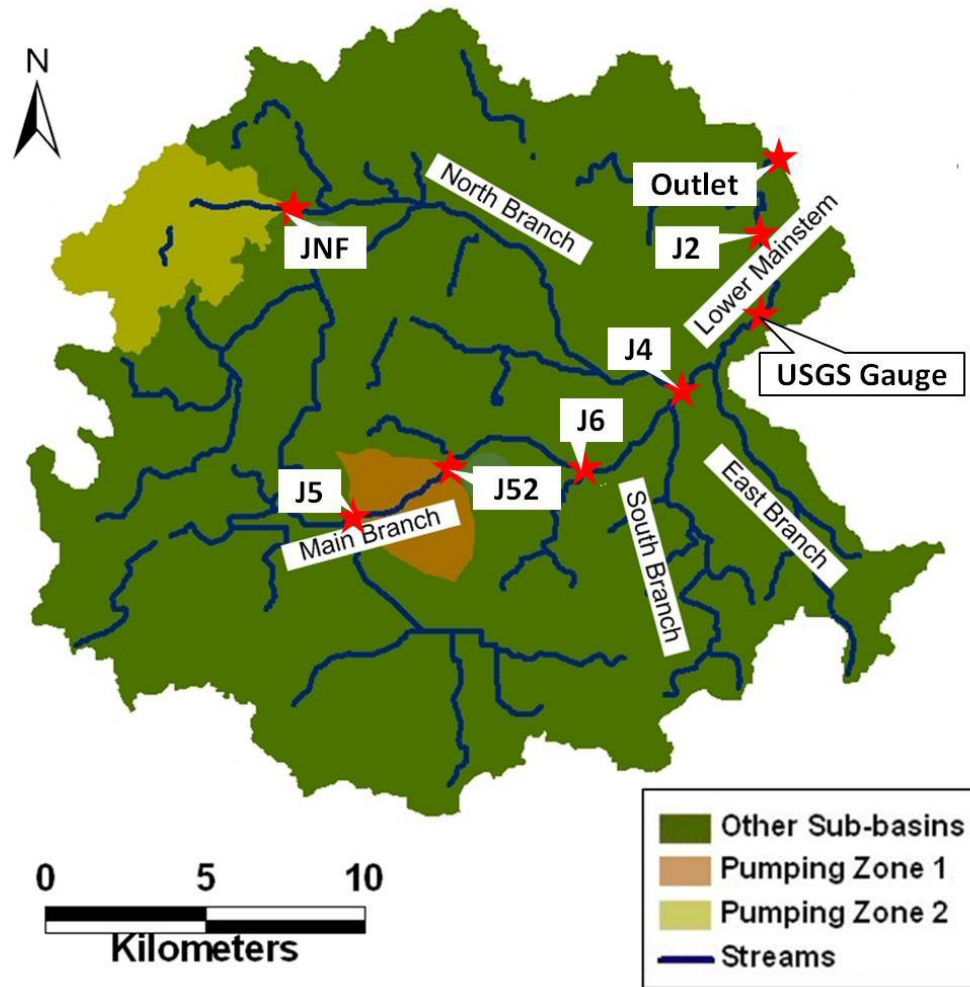 N
North Branch
Outlet
JNF
J2
Lower Mainstem
J4
USGS Gauge
J6
J5
J52
Main Branch
South Branch
East Branch
0 5 10
Kilometers
Other Sub-basins
Pumping Zone 1
Pumping Zone 2
Streams